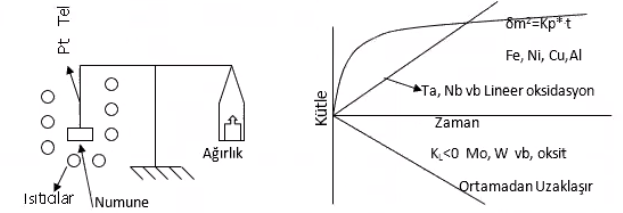 Pt Tel
Ağırlık
Isıtıcılar
Numune
Kütle
δm²=Kp*t
Fe, Ni, Cu,Al
Ta, Nb vb Lineer oksidasyon
Zaman
K<0 Mo, W vb, oksit
Ortamadan Uzaklaşır